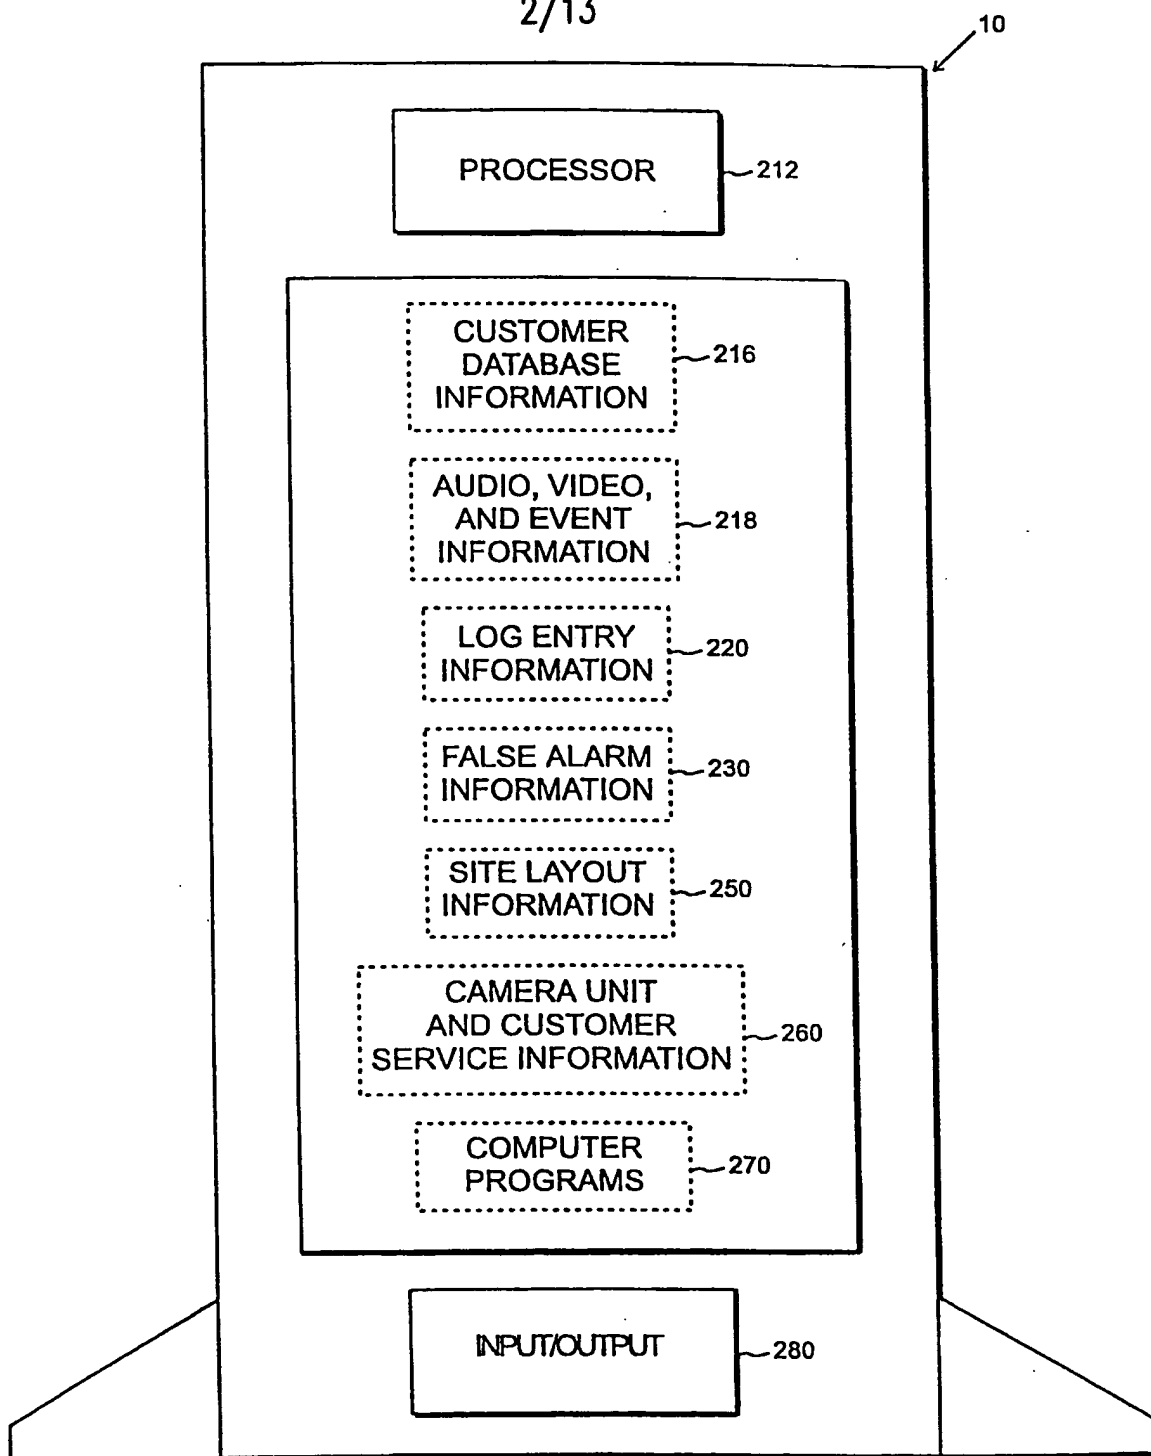 2/13
10
PROCESSOR
212
CUSTOMER
DATABASE
INFORMATION
216
AUDIO, VIDEO,
AND EVENT
INFORMATION
218
LOG ENTRY
INFORMATION
220
FALSE ALARM
INFORMATION
230
SITE LAYOUT
INFORMATION
250
CAMERA UNIT
AND CUSTOMER
SERVICE INFORMATION
260
COMPUTER
PROGRAMS
270
INPUT/OUTPUT
280